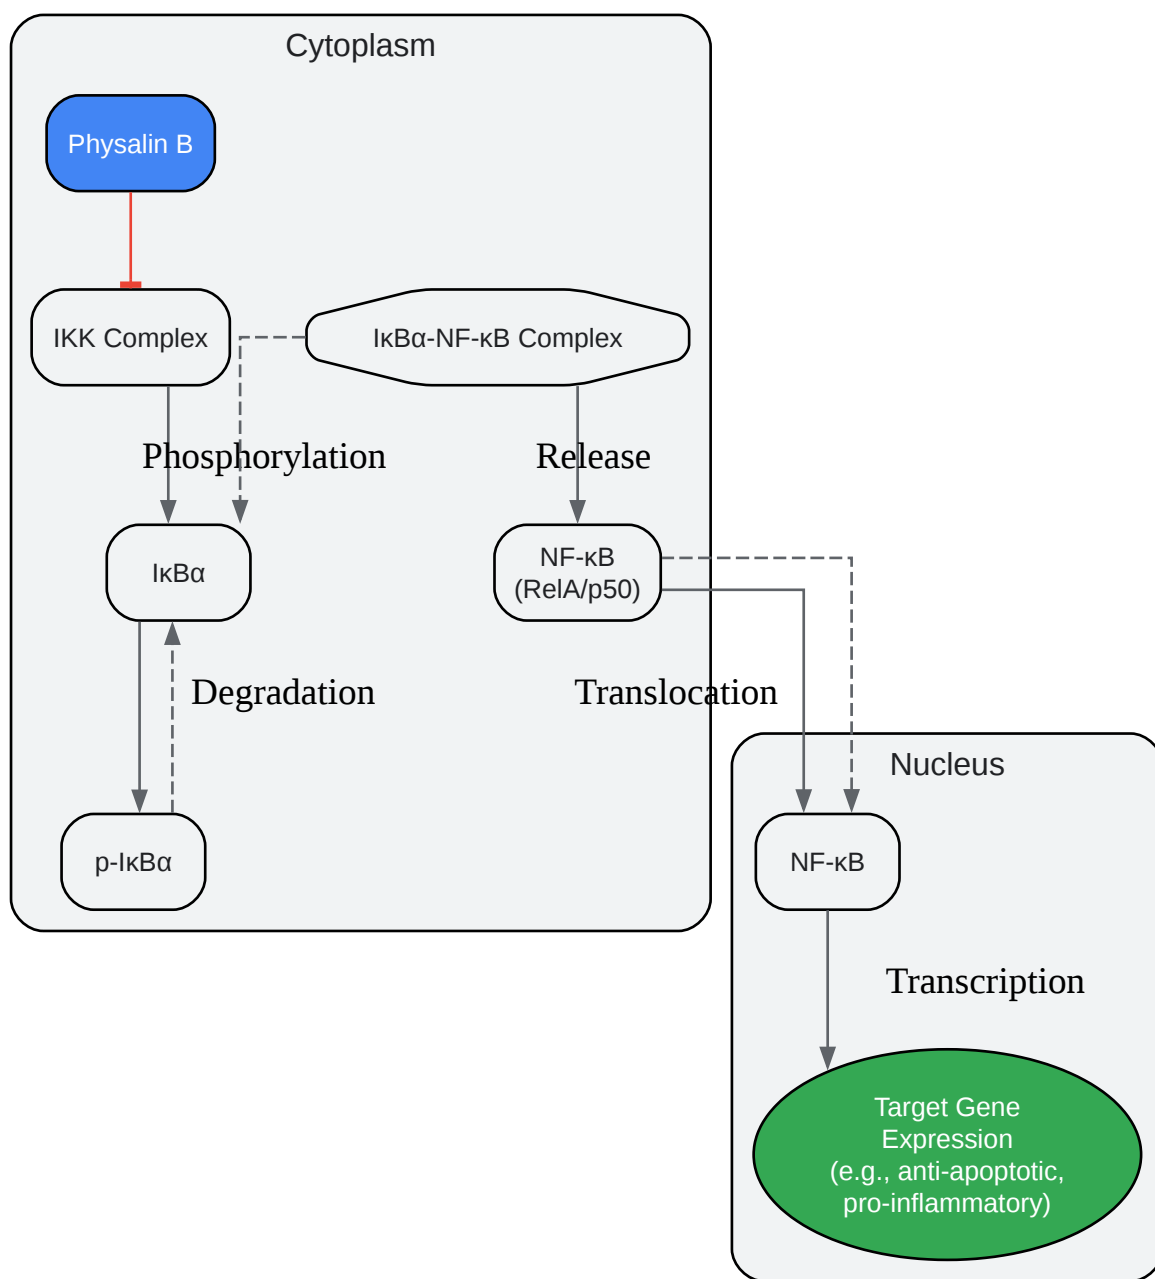 Cytoplasm
Physalin B
IKK Complex
IκBα-NF-κB Complex
Phosphorylation
Release
IκBα
NF-κB
(RelA/p50)
Degradation
Translocation
Nucleus
p-IκBα
NF-κB
Transcription
Target Gene
Expression
(e.g., anti-apoptotic,
pro-inflammatory)